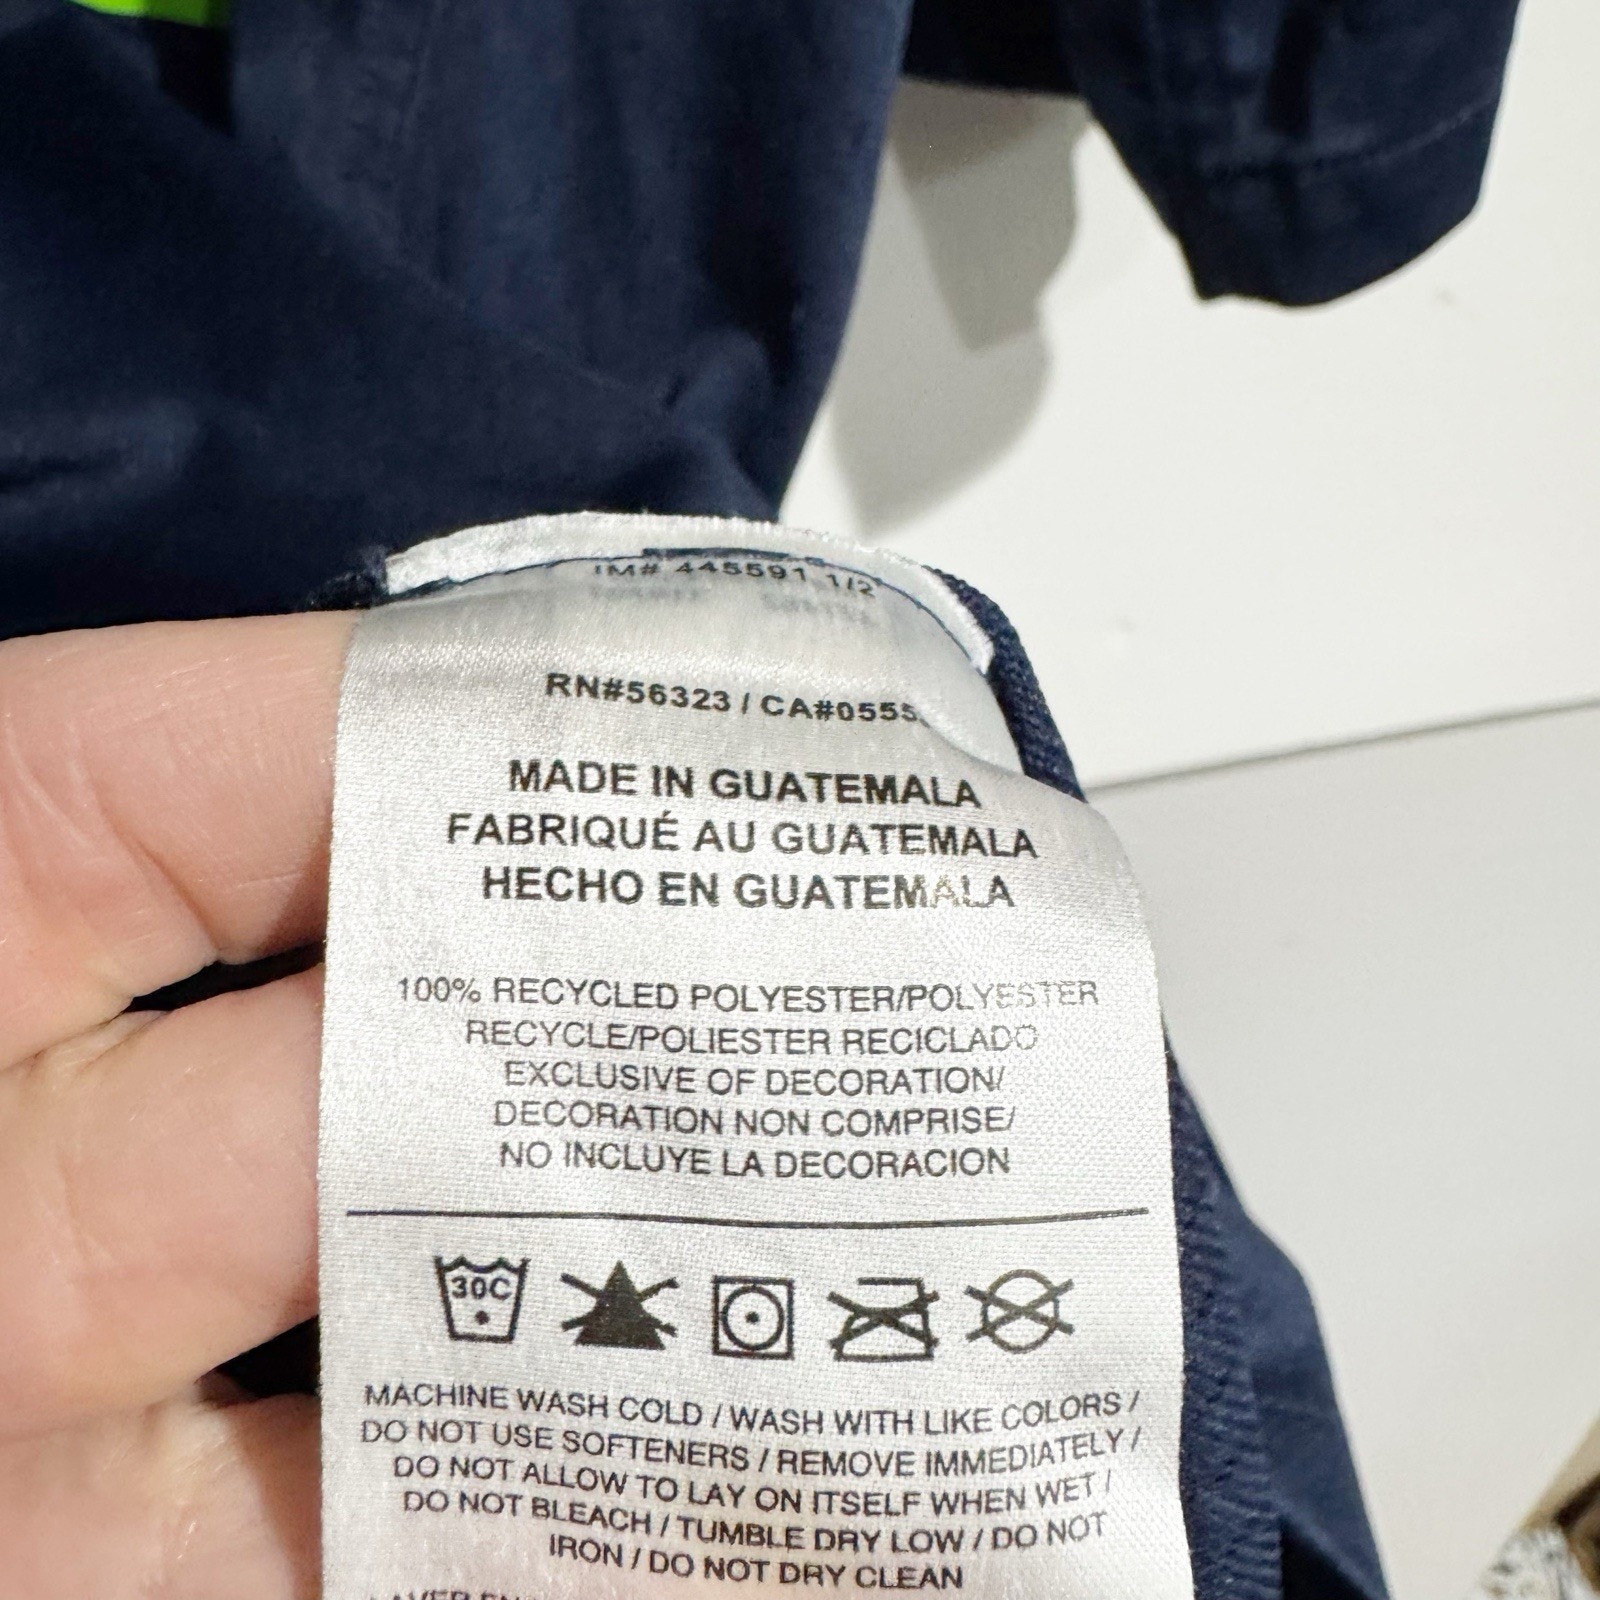 IM# 445591 1/2
RN#56323 / CA#0555
MADE IN GUATEMALA
FABRIQUÉ AU GUATEMALA
HECHO EN GUATEMALA
100% RECYCLED POLYESTER/POLYESTER
RECYCLE/POLIESTER RECICLADO
EXCLUSIVE OF DECORATION/
DECORATION NON COMPRISE/
NO INCLUYE LA DECORACION
30C
MACHINE WASH COLD / WASH WITH LIKE COLORS /
DO NOT USE SOFTENERS / REMOVE IMMEDIATELY /
DO NOT ALLOW TO LAY ON ITSELF WHEN WET /
DO NOT BLEACH / TUMBLE DRY LOW / DO NOT
IRON / DO NOT DRY CLEAN